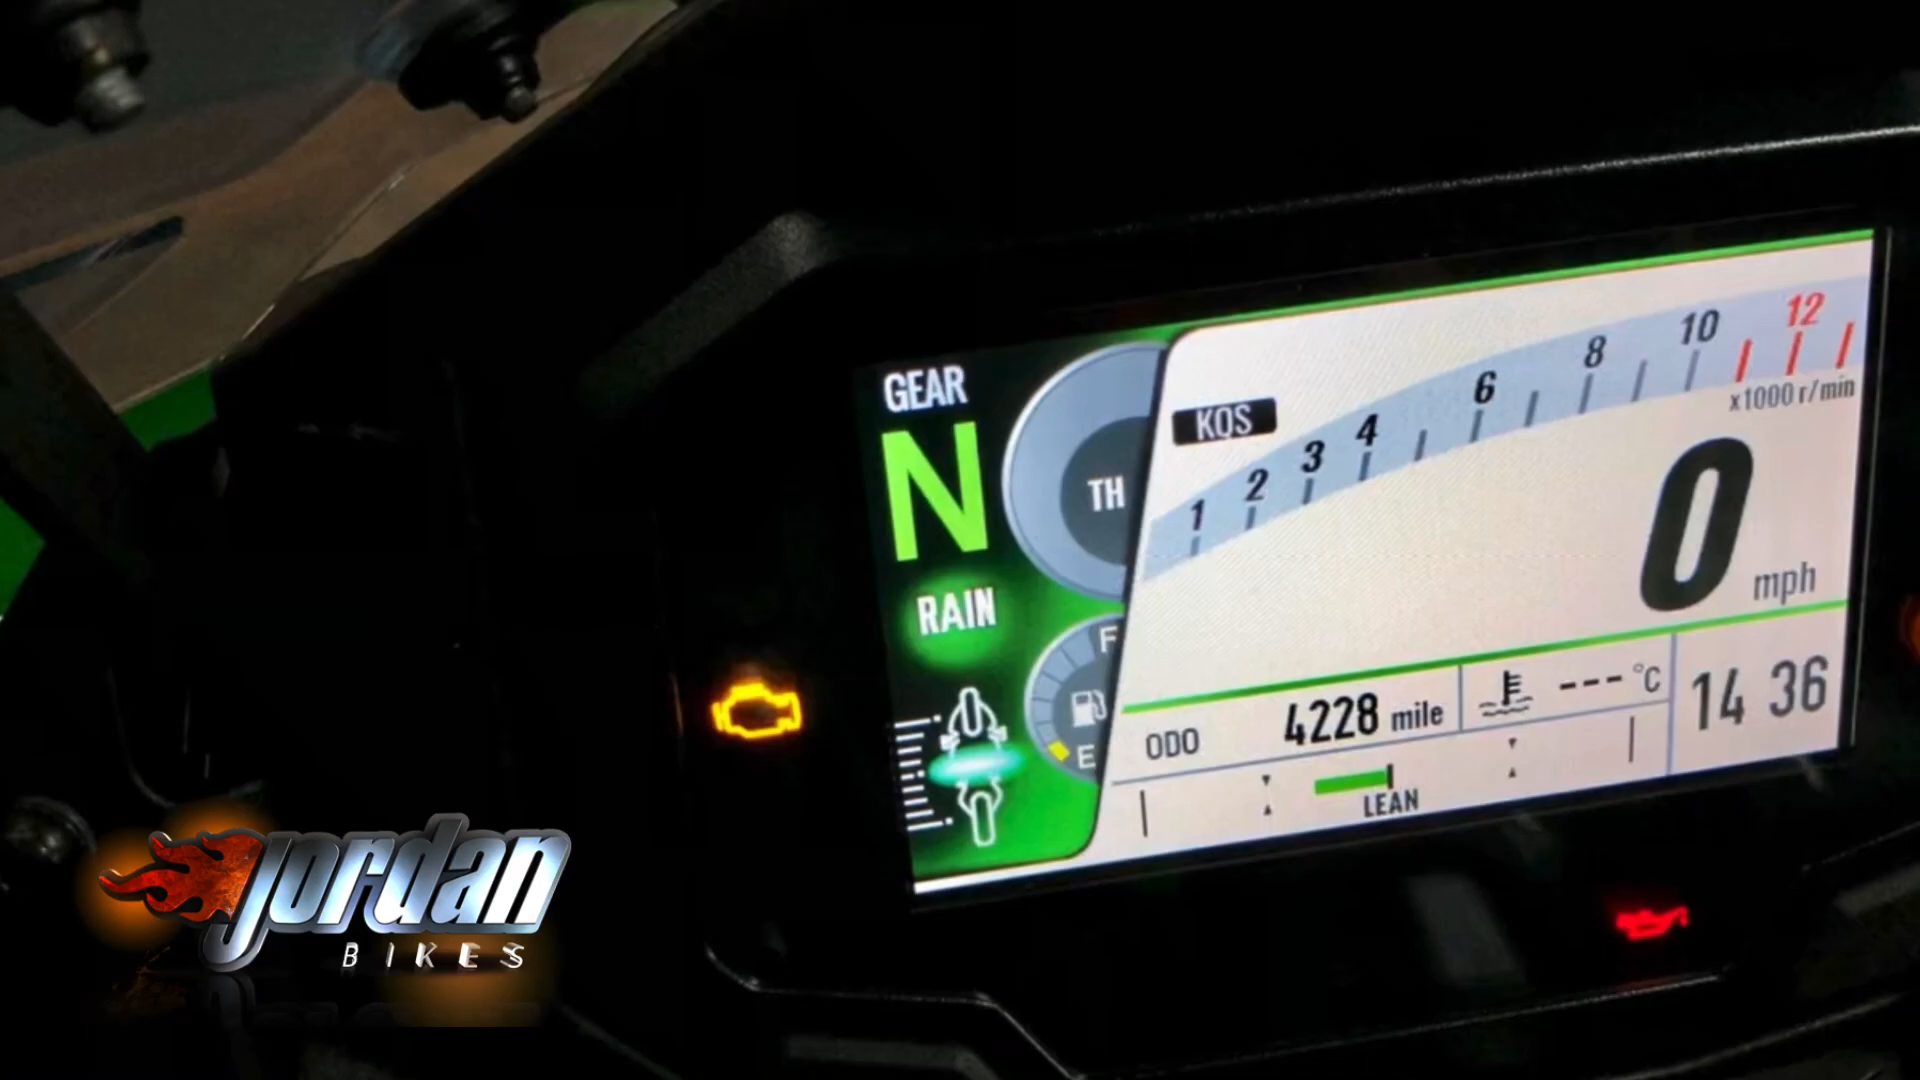 GEAR
N
TH
RAIN
F
E
KQS
1 2 3 4 6 8 10 12
x1000 r/min
0 mph
ODO 4228 mile
---°C
14 36
LEAN
jordan
BIKES